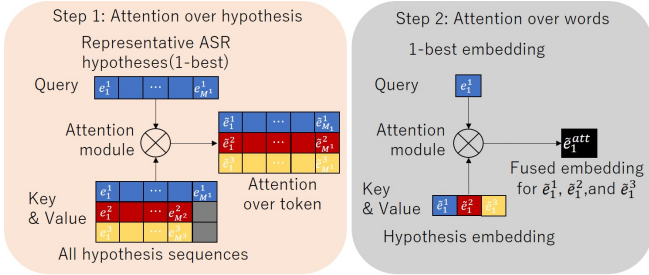 Step 1: Attention over hypothesis
Representative ASR
hypotheses(1-best)
Query
e_1^1 ... e_{M^1}^1
Attention
module
ẽ_1^1 ... ẽ_{M^1}^1
ẽ_1^2 ... ẽ_{M^1}^2
ẽ_1^3 ... ẽ_{M^1}^3
Attention
over token
Key
& Value
e_1^1 ... e_{M^1}^1
e_1^2 ... e_{M^2}^2
e_1^3 ... e_{M^3}^3
All hypothesis sequences
Step 2: Attention over words
1-best embedding
Query
e_1^1
Attention
module
ẽ_1^{att}
Fused embedding
for ẽ_1^1, ẽ_1^2,and ẽ_1^3
Key
& Value
ẽ_1^1 ẽ_1^2 ẽ_1^3
Hypothesis embedding